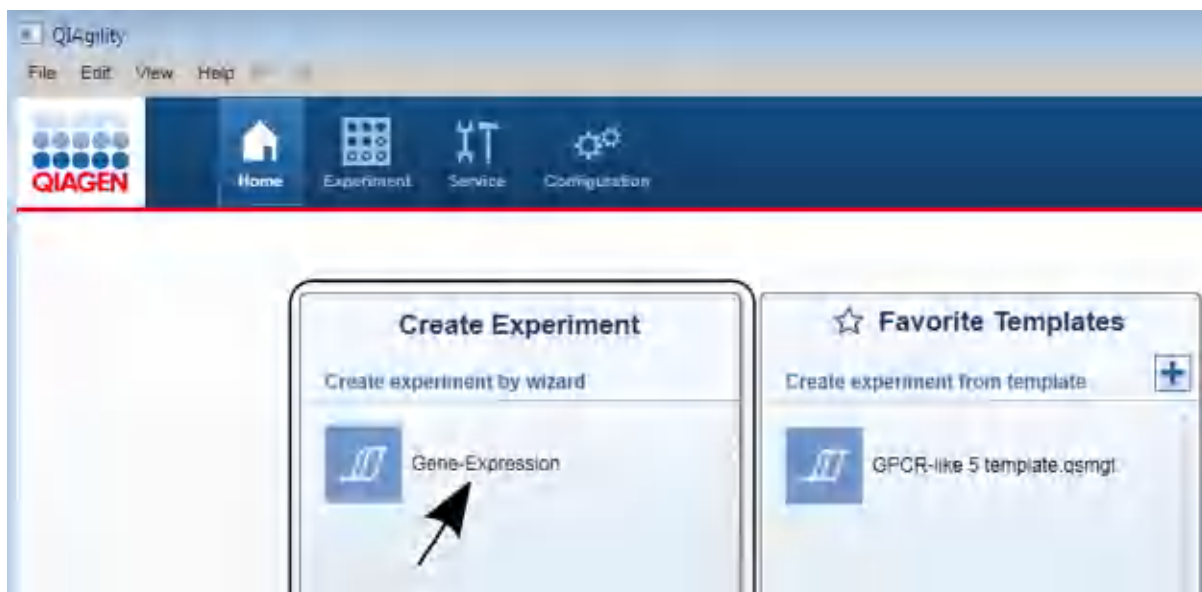 QIAgility
File Edit View Help
QIAGEN
Home Experiment Service Configuration
Create Experiment
Create experiment by wizard
Gene-Expression
Favorite Templates
Create experiment from template
GPCR-like 5 template.qsmgt